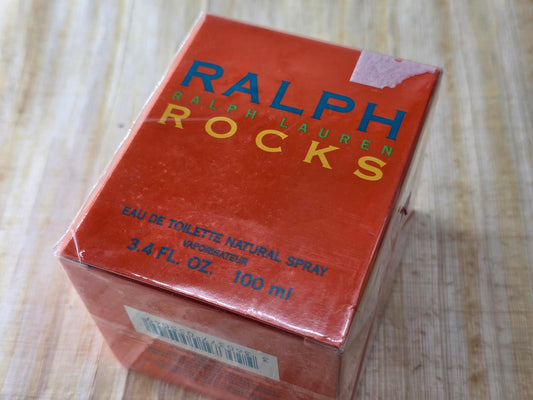 RALPH
RALPH LAUREN
ROCKS
EAU DE TOILETTE NATURAL SPRAY
VAPORISATEUR
3.4 FL. OZ. 100 ml